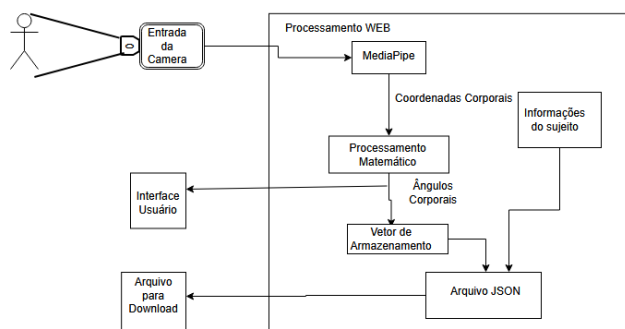 Entrada
da
Camera
Processamento WEB
MediaPipe
Coordenadas Corporais
Informações
do sujeito
Processamento
Matemático
Ângulos
Corporais
Interface
Usuário
Vetor de
Armazenamento
Arquivo JSON
Arquivo
para
Download